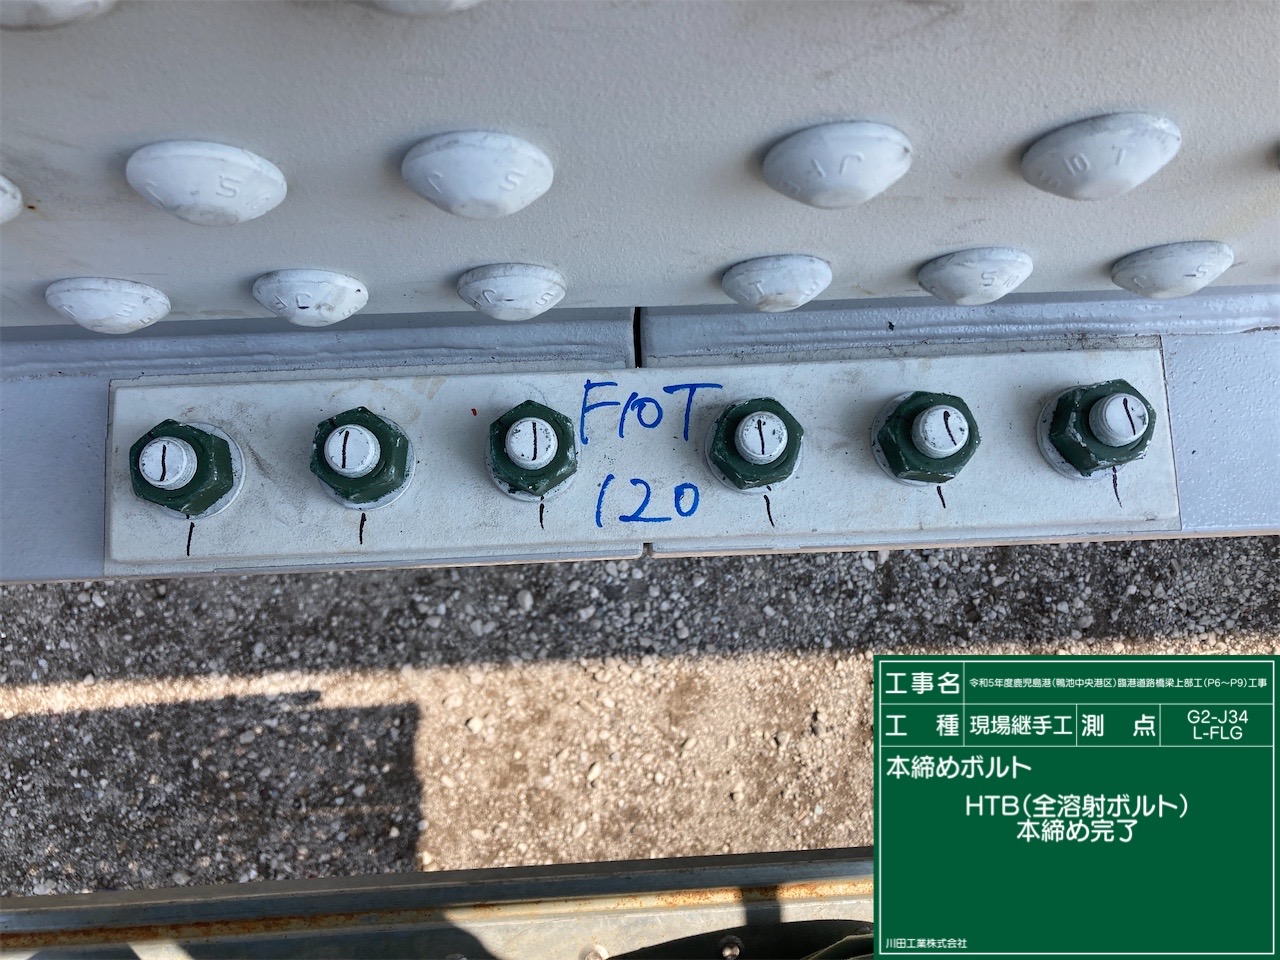 F10T
120
工事名 令和5年度鹿児島港(鴨池中央港区)臨港道路橋梁上部工(P6~P9)工事
工 種 現場継手工 測 点 G2-J34
L-FLG
本締めボルト
HTB(全溶射ボルト)
本締め完了
川田工業株式会社